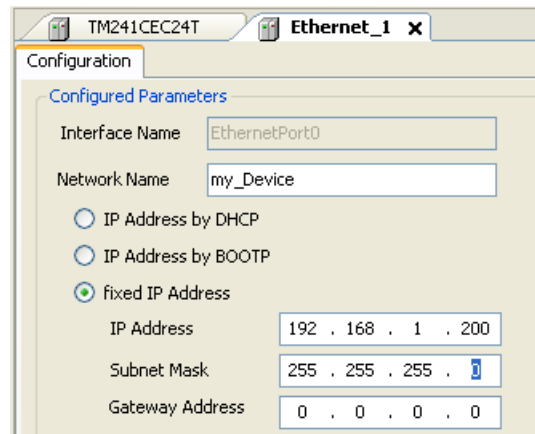 TM241CEC24T Ethernet_1 x
Configuration
Configured Parameters
Interface Name EthernetPort0
Network Name my_Device
IP Address by DHCP
IP Address by BOOTP
fixed IP Address
IP Address 192 . 168 . 1 . 200
Subnet Mask 255 . 255 . 255 . 0
Gateway Address 0 . 0 . 0 . 0